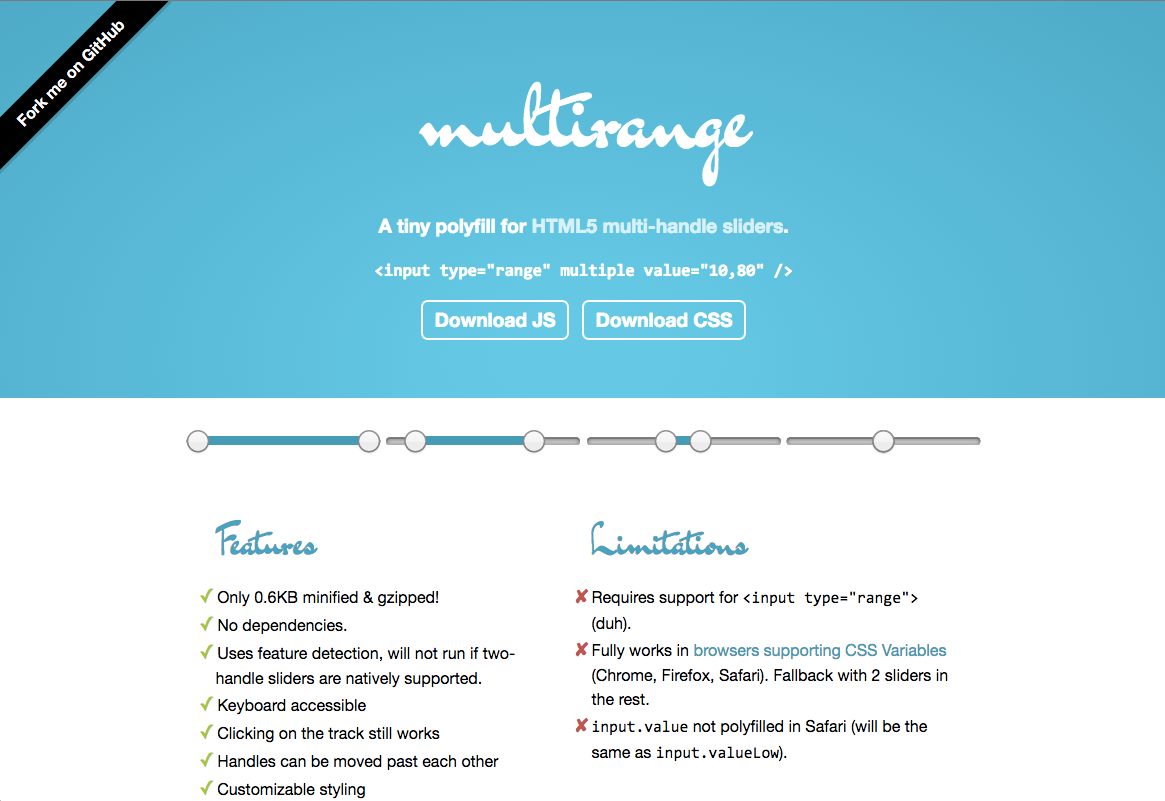 Fork me on GitHub
multirange
A tiny polyfill for HTML5 multi-handle sliders.
<input type="range" multiple value="10,80" />
Download JS
Download CSS
Features
✓ Only 0.6KB minified & gzipped!
✓ No dependencies.
✓ Uses feature detection, will not run if two-
handle sliders are natively supported.
✓ Keyboard accessible
✓ Clicking on the track still works
✓ Handles can be moved past each other
✓ Customizable styling
Limitations
✘ Requires support for <input type="range">
(duh).
✘ Fully works in browsers supporting CSS Variables
(Chrome, Firefox, Safari). Fallback with 2 sliders in
the rest.
✘ input.value not polyfilled in Safari (will be the
same as input.valueLow).